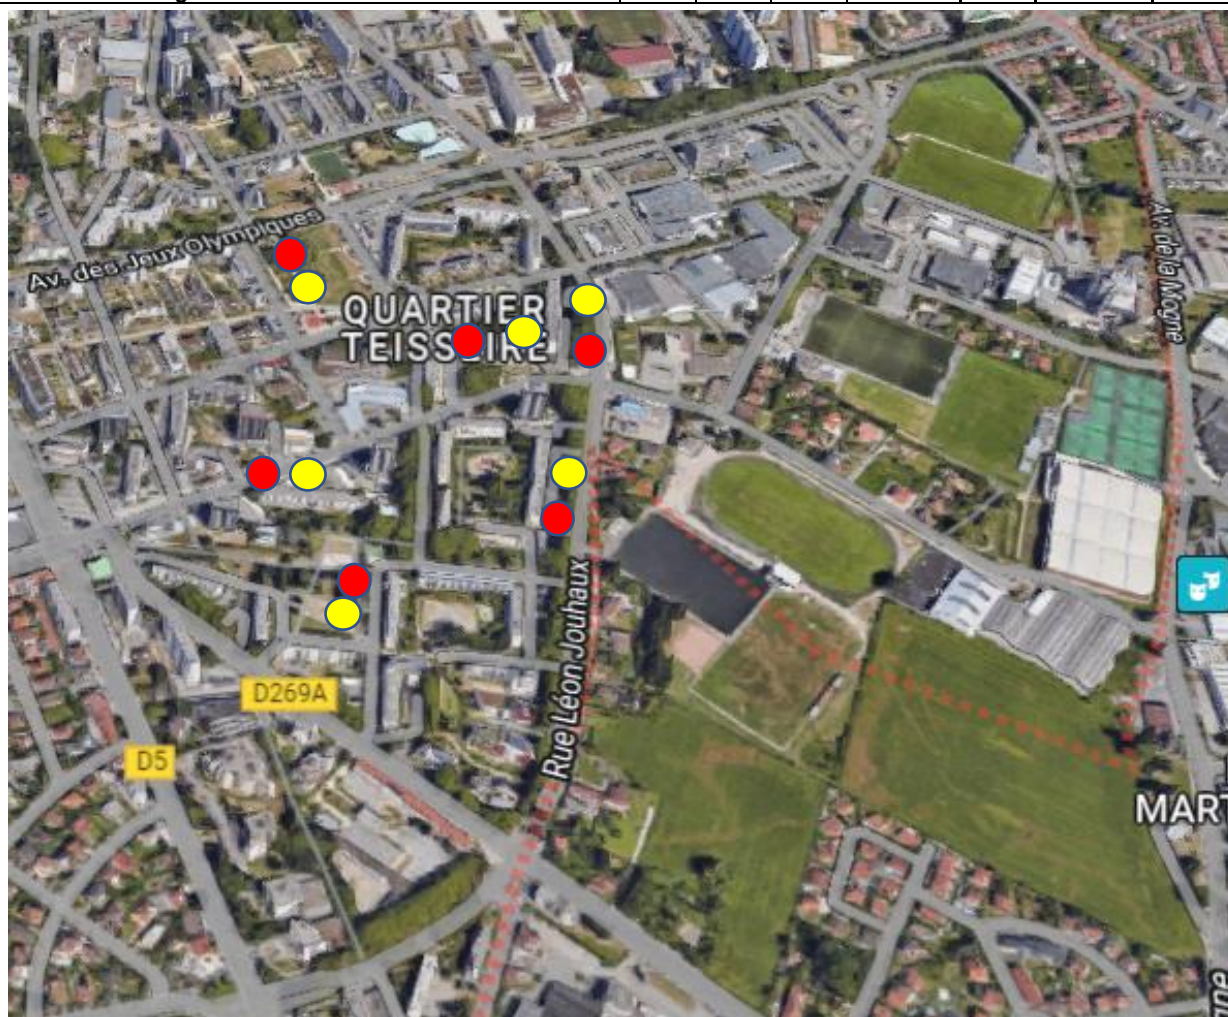 Av. des Jeux Olympiques
Av. de la Mogne
QUARTIER
TEISSEIRE
D269A
Rue Léon Jouhaux
D5
MART